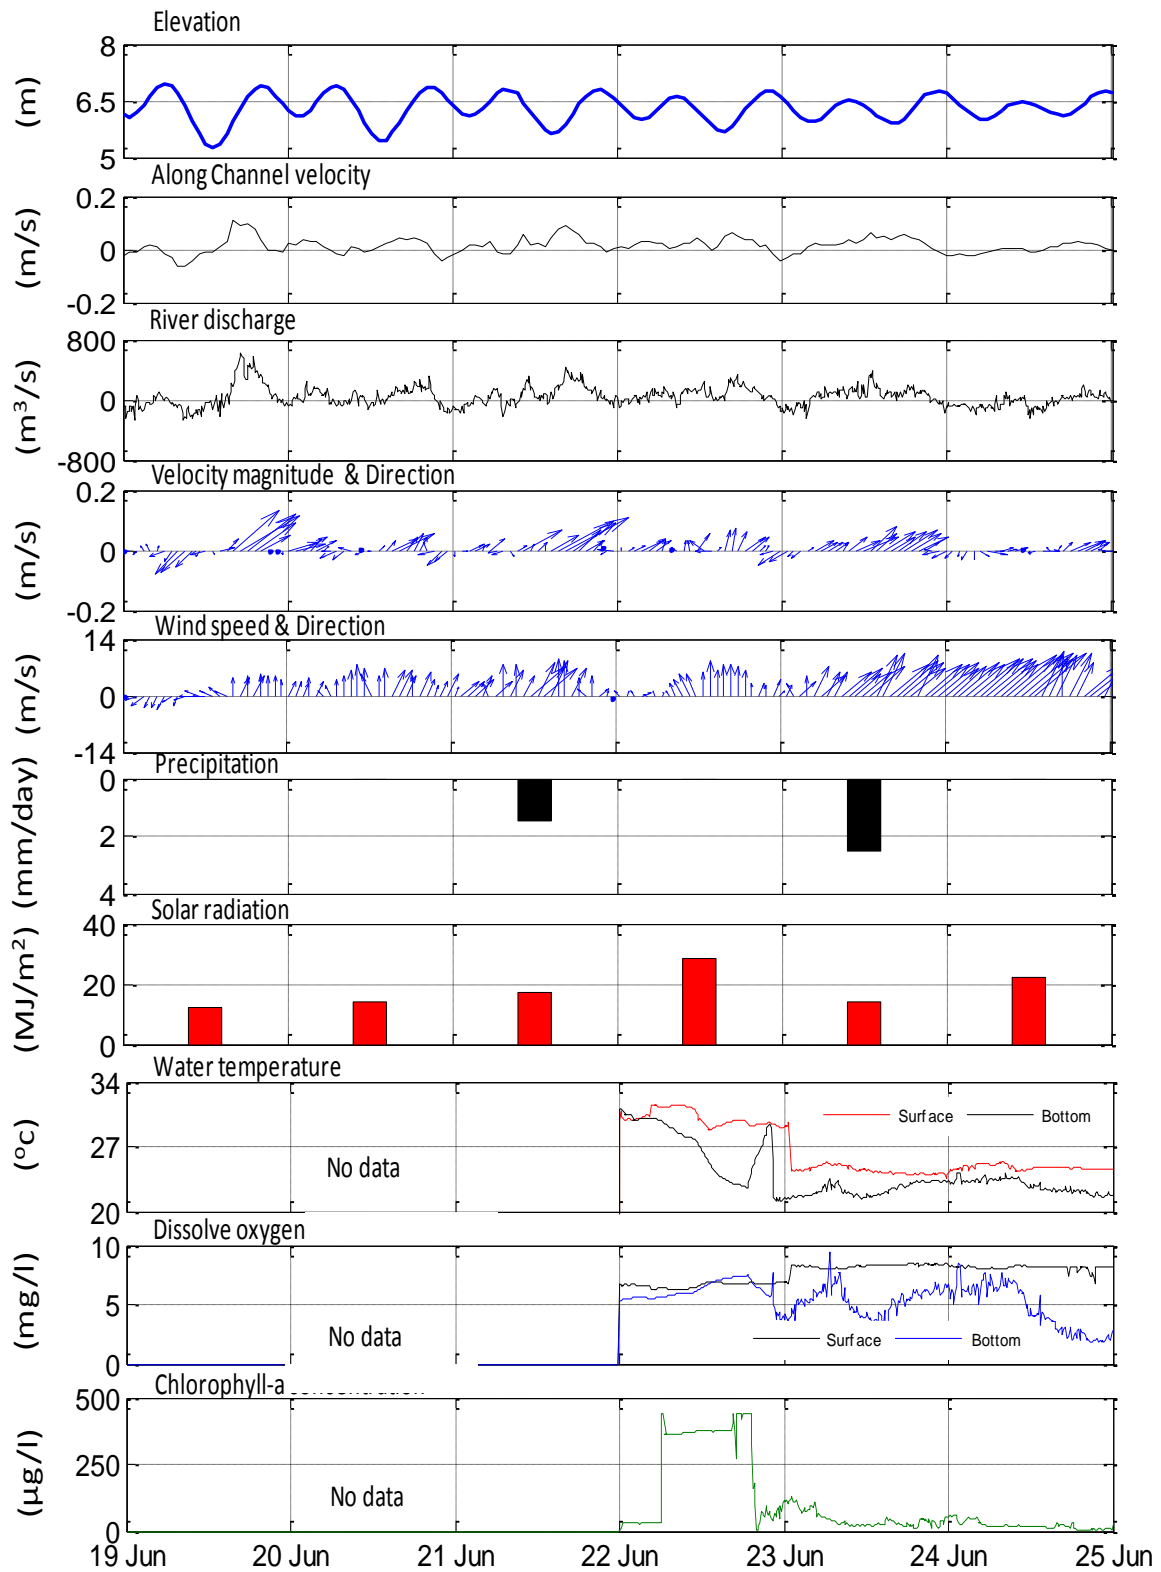 Elevation
8
6.5
5
(m)
Along Channel velocity
0.2
0
-0.2
(m/s)
River discharge
800
0
-800
(m³/s)
Velocity magnitude & Direction
0.2
0
-0.2
(m/s)
Wind speed & Direction
14
0
-14
(m/s)
Precipitation
0
2
4
(mm/day)
Solar radiation
40
20
0
(MJ/m²)
Water temperature
34
27
20
(°c)
Surface Bottom
No data
Dissolve oxygen
10
5
0
(mg/l)
Surface Bottom
No data
Chlorophyll-a
500
250
0
(µg/l)
No data
19 Jun 20 Jun 21 Jun 22 Jun 23 Jun 24 Jun 25 Jun